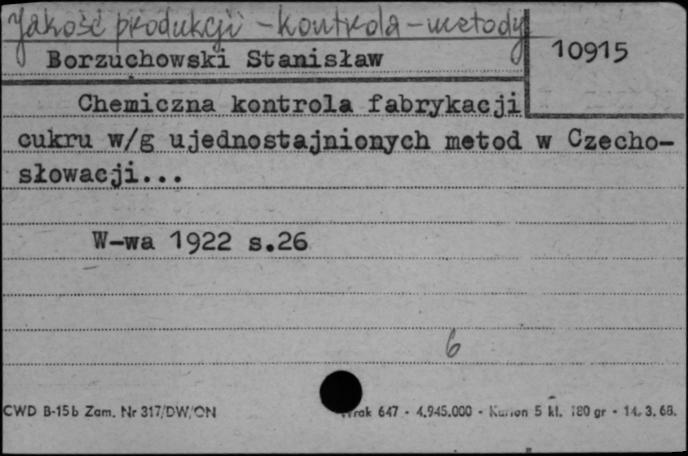 Jakość produkcji - kontrola - metody
Borzuchowski Stanisław
10915
Chemiczna kontrola fabrykacji
cukru w/g ujednostajnionych metod w Czecho-
słowacji...
W-wa 1922 s.26
6
CWD B-15b Zam. Nr 317/DW/ON
647 - 4.945.000 - Karton 5 kl. 180 gr - 14. 3. 68.